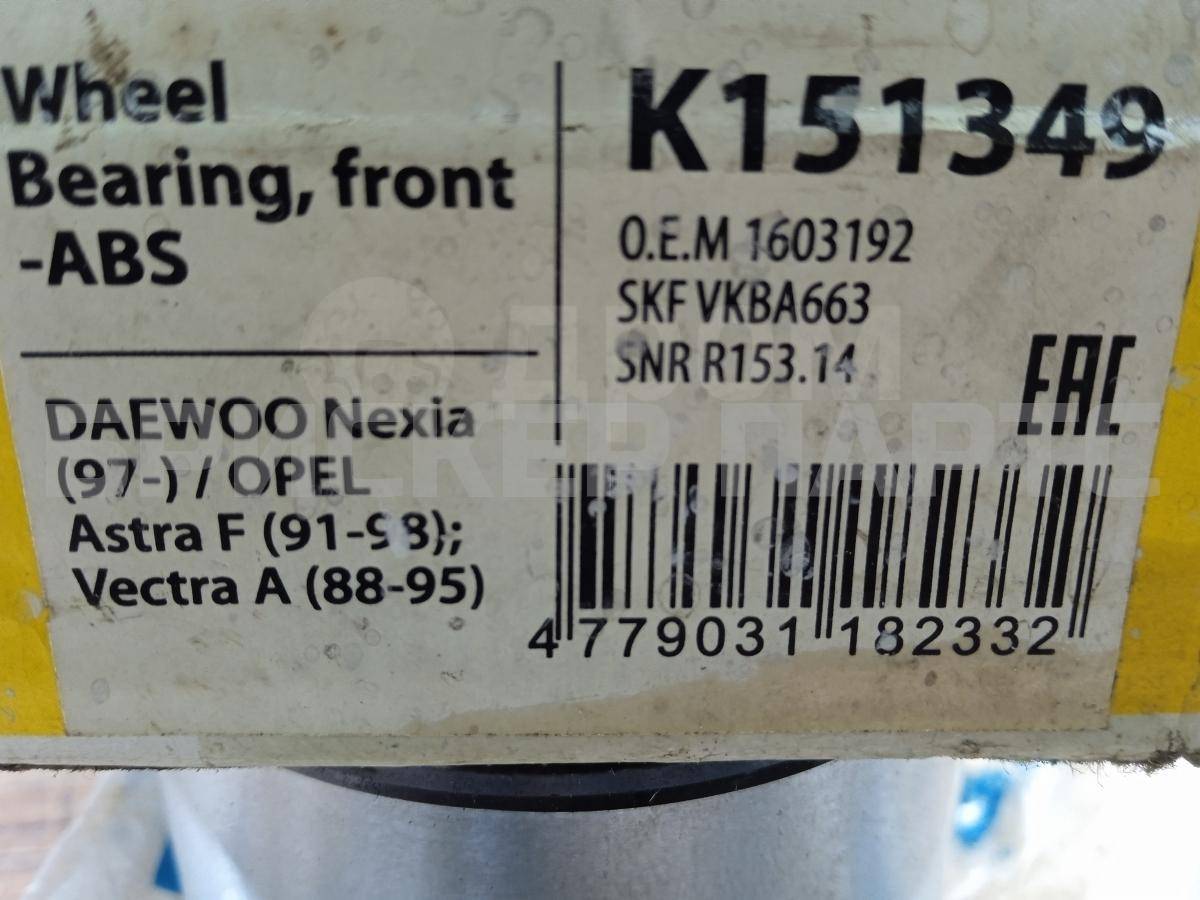 Wheel
Bearing, front
-ABS
K151349
O.E.M 1603192
SKF VKBA663
SNR R153.14
EAC
DAEWOO Nexia
(97-) / OPEL
Astra F (91-98);
Vectra A (88-95)
4 779031 182332